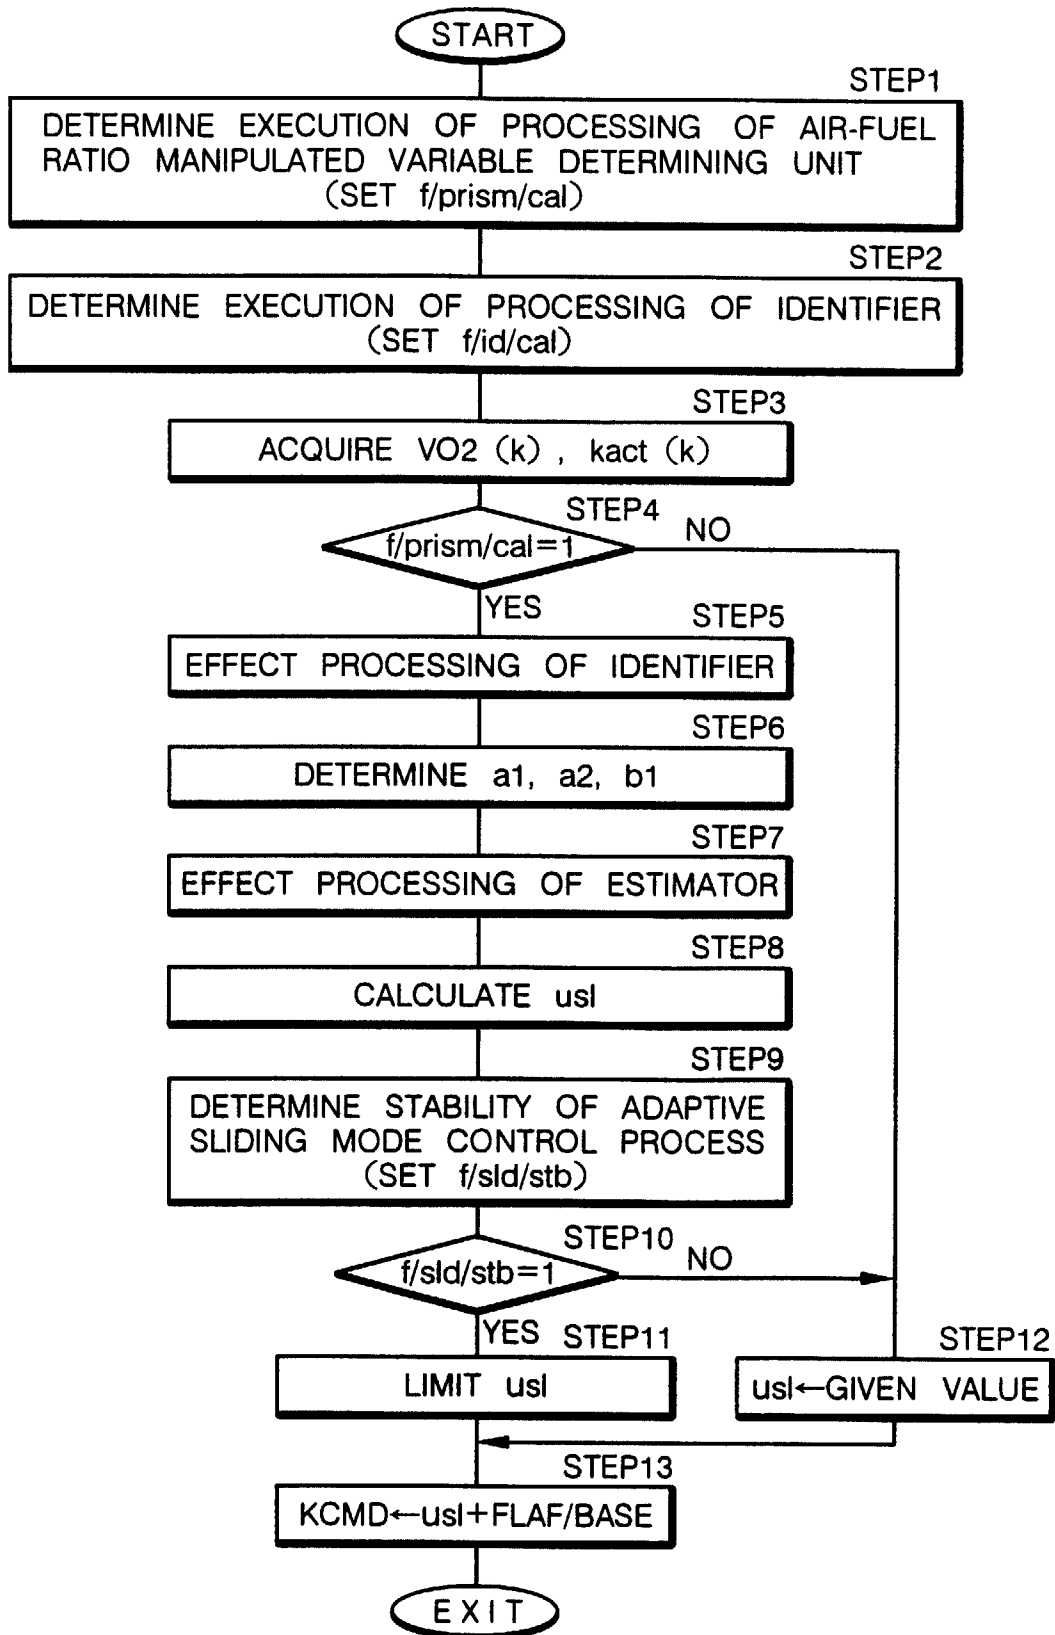 START
STEP1
DETERMINE EXECUTION OF PROCESSING OF AIR-FUEL
RATIO MANIPULATED VARIABLE DETERMINING UNIT
(SET f/prism/cal)
STEP2
DETERMINE EXECUTION OF PROCESSING OF IDENTIFIER
(SET f/id/cal)
STEP3
ACQUIRE VO2 (k) , kact (k)
STEP4
f/prism/cal=1
NO
YES
STEP5
EFFECT PROCESSING OF IDENTIFIER
STEP6
DETERMINE a1, a2, b1
STEP7
EFFECT PROCESSING OF ESTIMATOR
STEP8
CALCULATE usl
STEP9
DETERMINE STABILITY OF ADAPTIVE
SLIDING MODE CONTROL PROCESS
(SET f/sld/stb)
STEP10
f/sld/stb=1
NO
YES
STEP11
LIMIT usl
STEP12
usl←GIVEN VALUE
STEP13
KCMD←usl+FLAF/BASE
EXIT